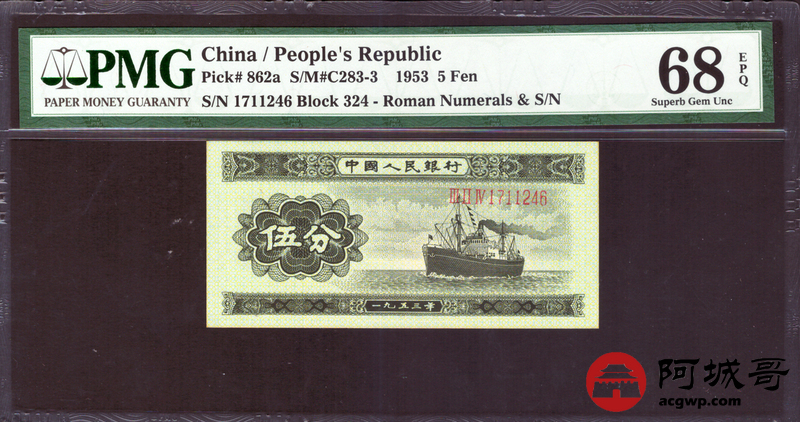 PMG
PAPER MONEY GUARANTY
China / People's Republic
Pick# 862a S/M#C283-3 1953 5 Fen
S/N 1711246 Block 324 - Roman Numerals & S/N
68
EPQ
Superb Gem Unc
中國人民銀行
ⅢⅡⅣ1711246
伍分
一九五三年
阿城哥
acgwp.com